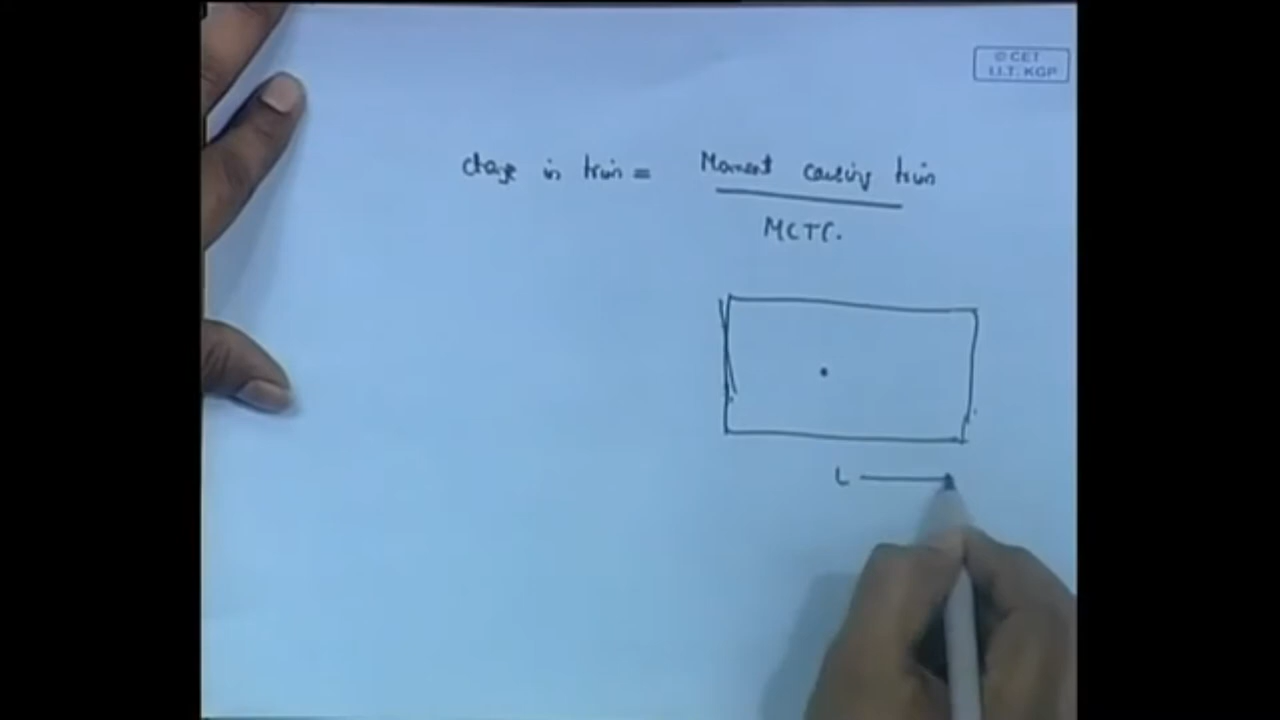 © CET
I.I.T. KGP
change in trim = Moment causing trim
MCTC.
L